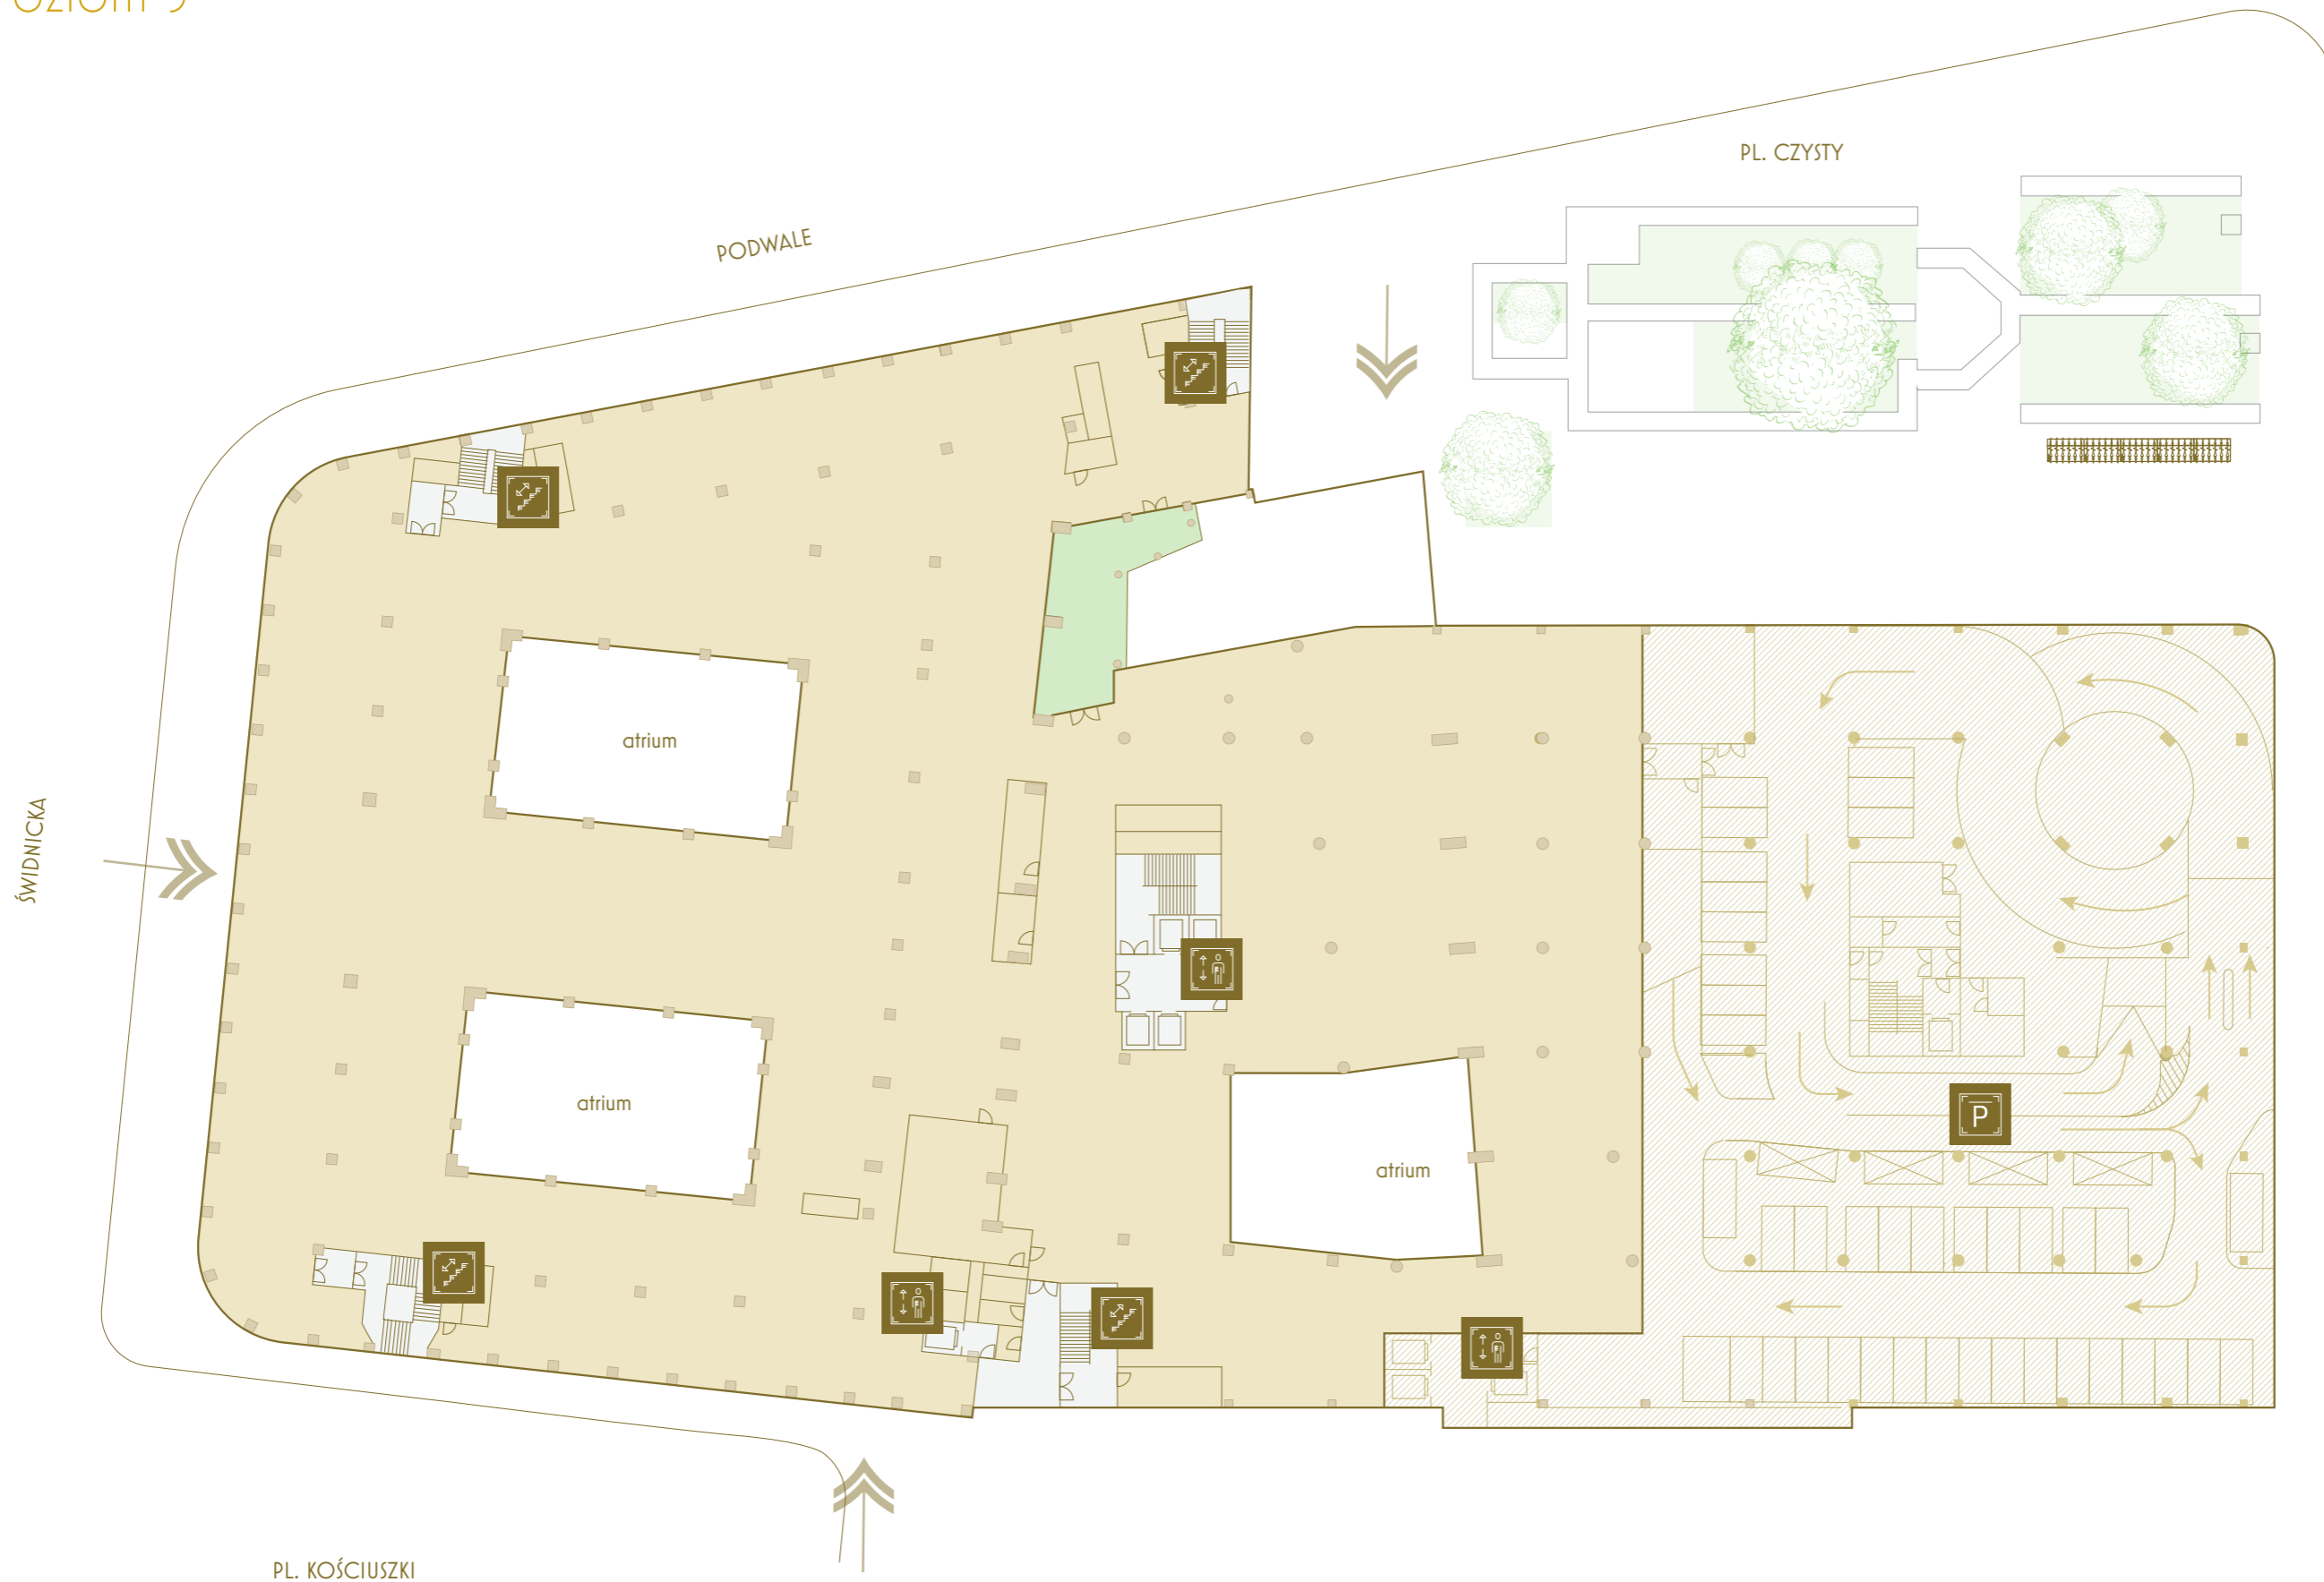 PL. CZYSTY
PODWALE
atrium
ŚWIDNICKA
atrium
P
atrium
PL. KOŚCIUSZKI